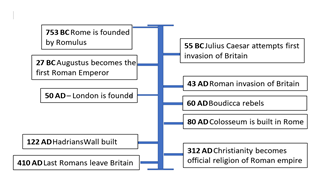 753 BC Rome is founded
by Romulus
55 BC Julius Caesar attempts first
invasion of Britain
27 BC Augustus becomes the
first Roman Emperor
43 AD Roman invasion of Britain
50 AD – London is found
60 AD Boudicca rebels
80 AD Colosseum is built in Rome
122 AD HadriansWall built
312 AD Christianity becomes
official religion of Roman empire
410 AD Last Romans leave Britain